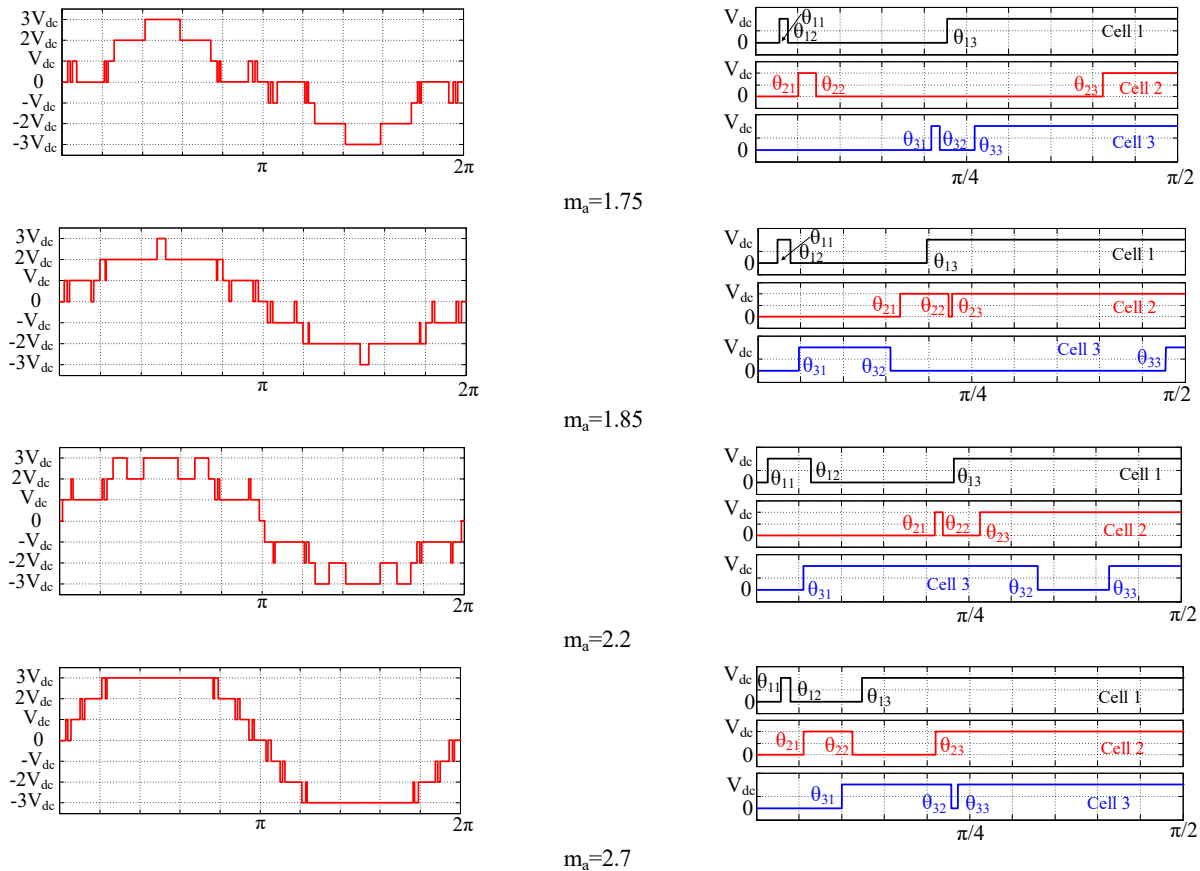 3V_dc
2V_dc
V_dc
0
-V_dc
-2V_dc
-3V_dc
π
2π
V_dc
0
θ_11
θ_12
θ_13
Cell 1
V_dc
0
θ_21
θ_22
θ_23
Cell 2
V_dc
0
θ_31
θ_32
θ_33
Cell 3
π/4
π/2
m_a=1.75
3V_dc
2V_dc
V_dc
0
-V_dc
-2V_dc
-3V_dc
π
2π
V_dc
0
θ_11
θ_12
θ_13
Cell 1
V_dc
0
θ_21
θ_22
θ_23
Cell 2
V_dc
0
θ_31
θ_32
Cell 3
θ_33
π/4
π/2
m_a=1.85
3V_dc
2V_dc
V_dc
0
-V_dc
-2V_dc
-3V_dc
π
2π
V_dc
0
θ_11
θ_12
θ_13
Cell 1
V_dc
0
θ_21
θ_22
θ_23
Cell 2
V_dc
0
θ_31
Cell 3
θ_32
θ_33
π/4
π/2
m_a=2.2
3V_dc
2V_dc
V_dc
0
-V_dc
-2V_dc
-3V_dc
π
2π
V_dc
0
θ_11
θ_12
θ_13
Cell 1
V_dc
0
θ_21
θ_22
θ_23
Cell 2
V_dc
0
θ_31
θ_32
θ_33
Cell 3
π/4
π/2
m_a=2.7